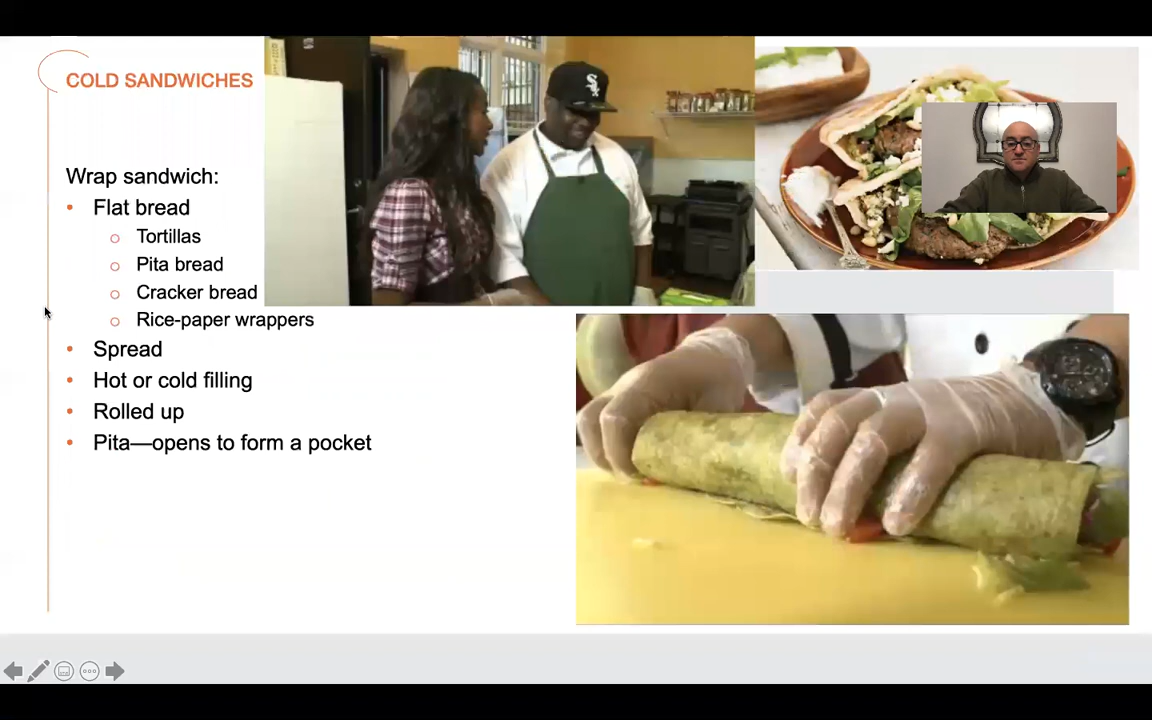 COLD SANDWICHES
Wrap sandwich:
• Flat bread
○ Tortillas
○ Pita bread
○ Cracker bread
○ Rice-paper wrappers
• Spread
• Hot or cold filling
• Rolled up
• Pita—opens to form a pocket